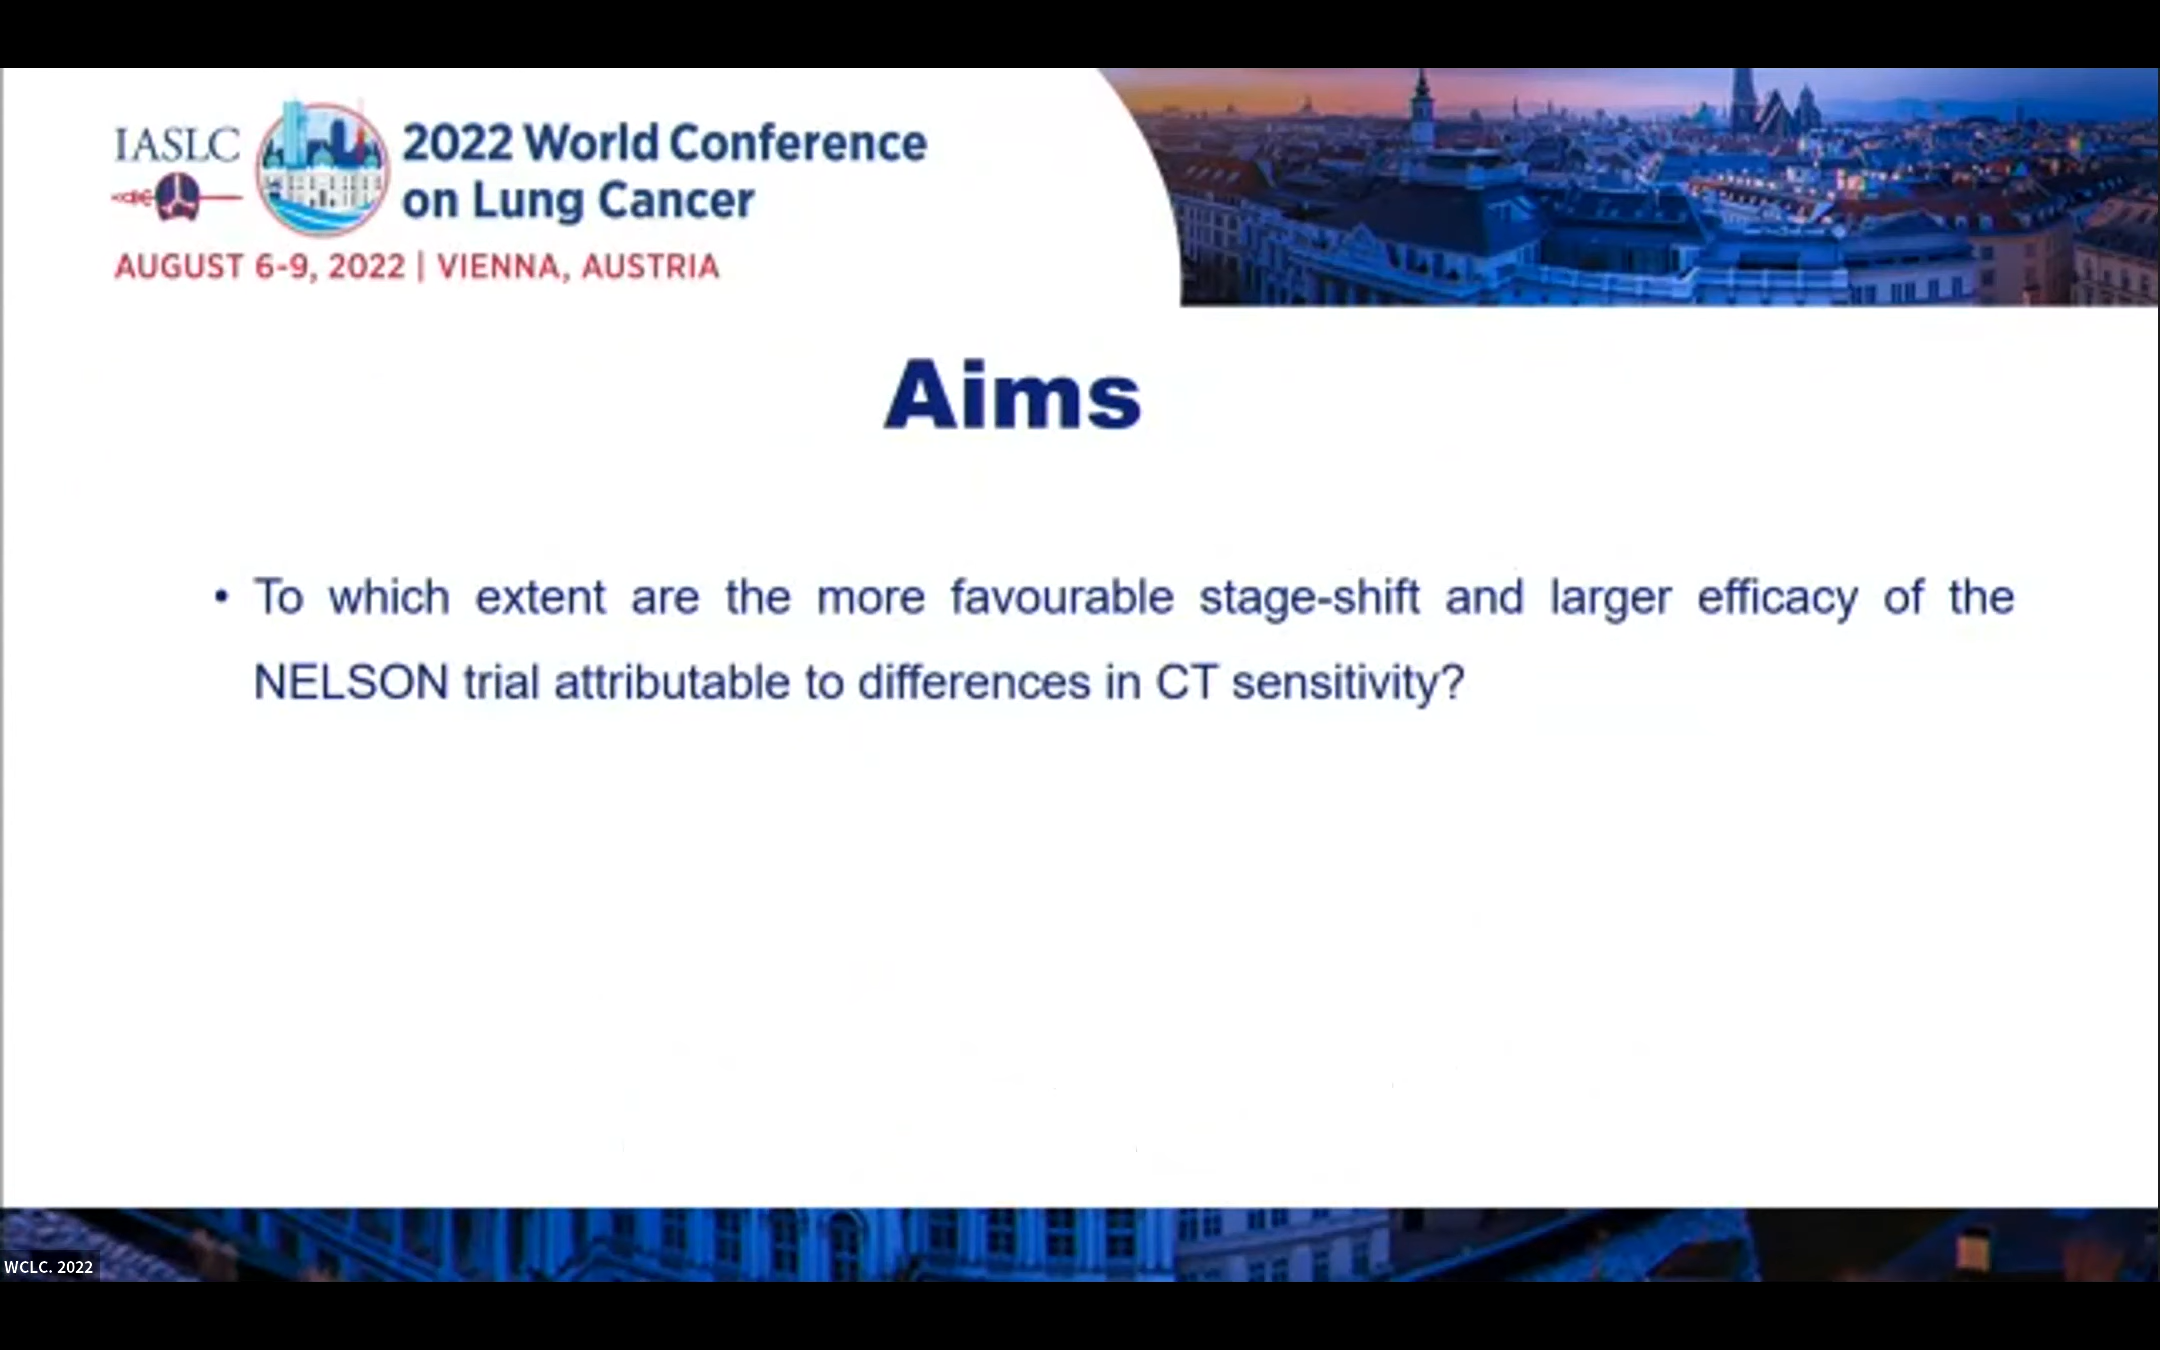 IASLC
2022 World Conference
on Lung Cancer
AUGUST 6-9, 2022 | VIENNA, AUSTRIA
Aims
• To which extent are the more favourable stage-shift and larger efficacy of the
NELSON trial attributable to differences in CT sensitivity?
WCLC. 2022